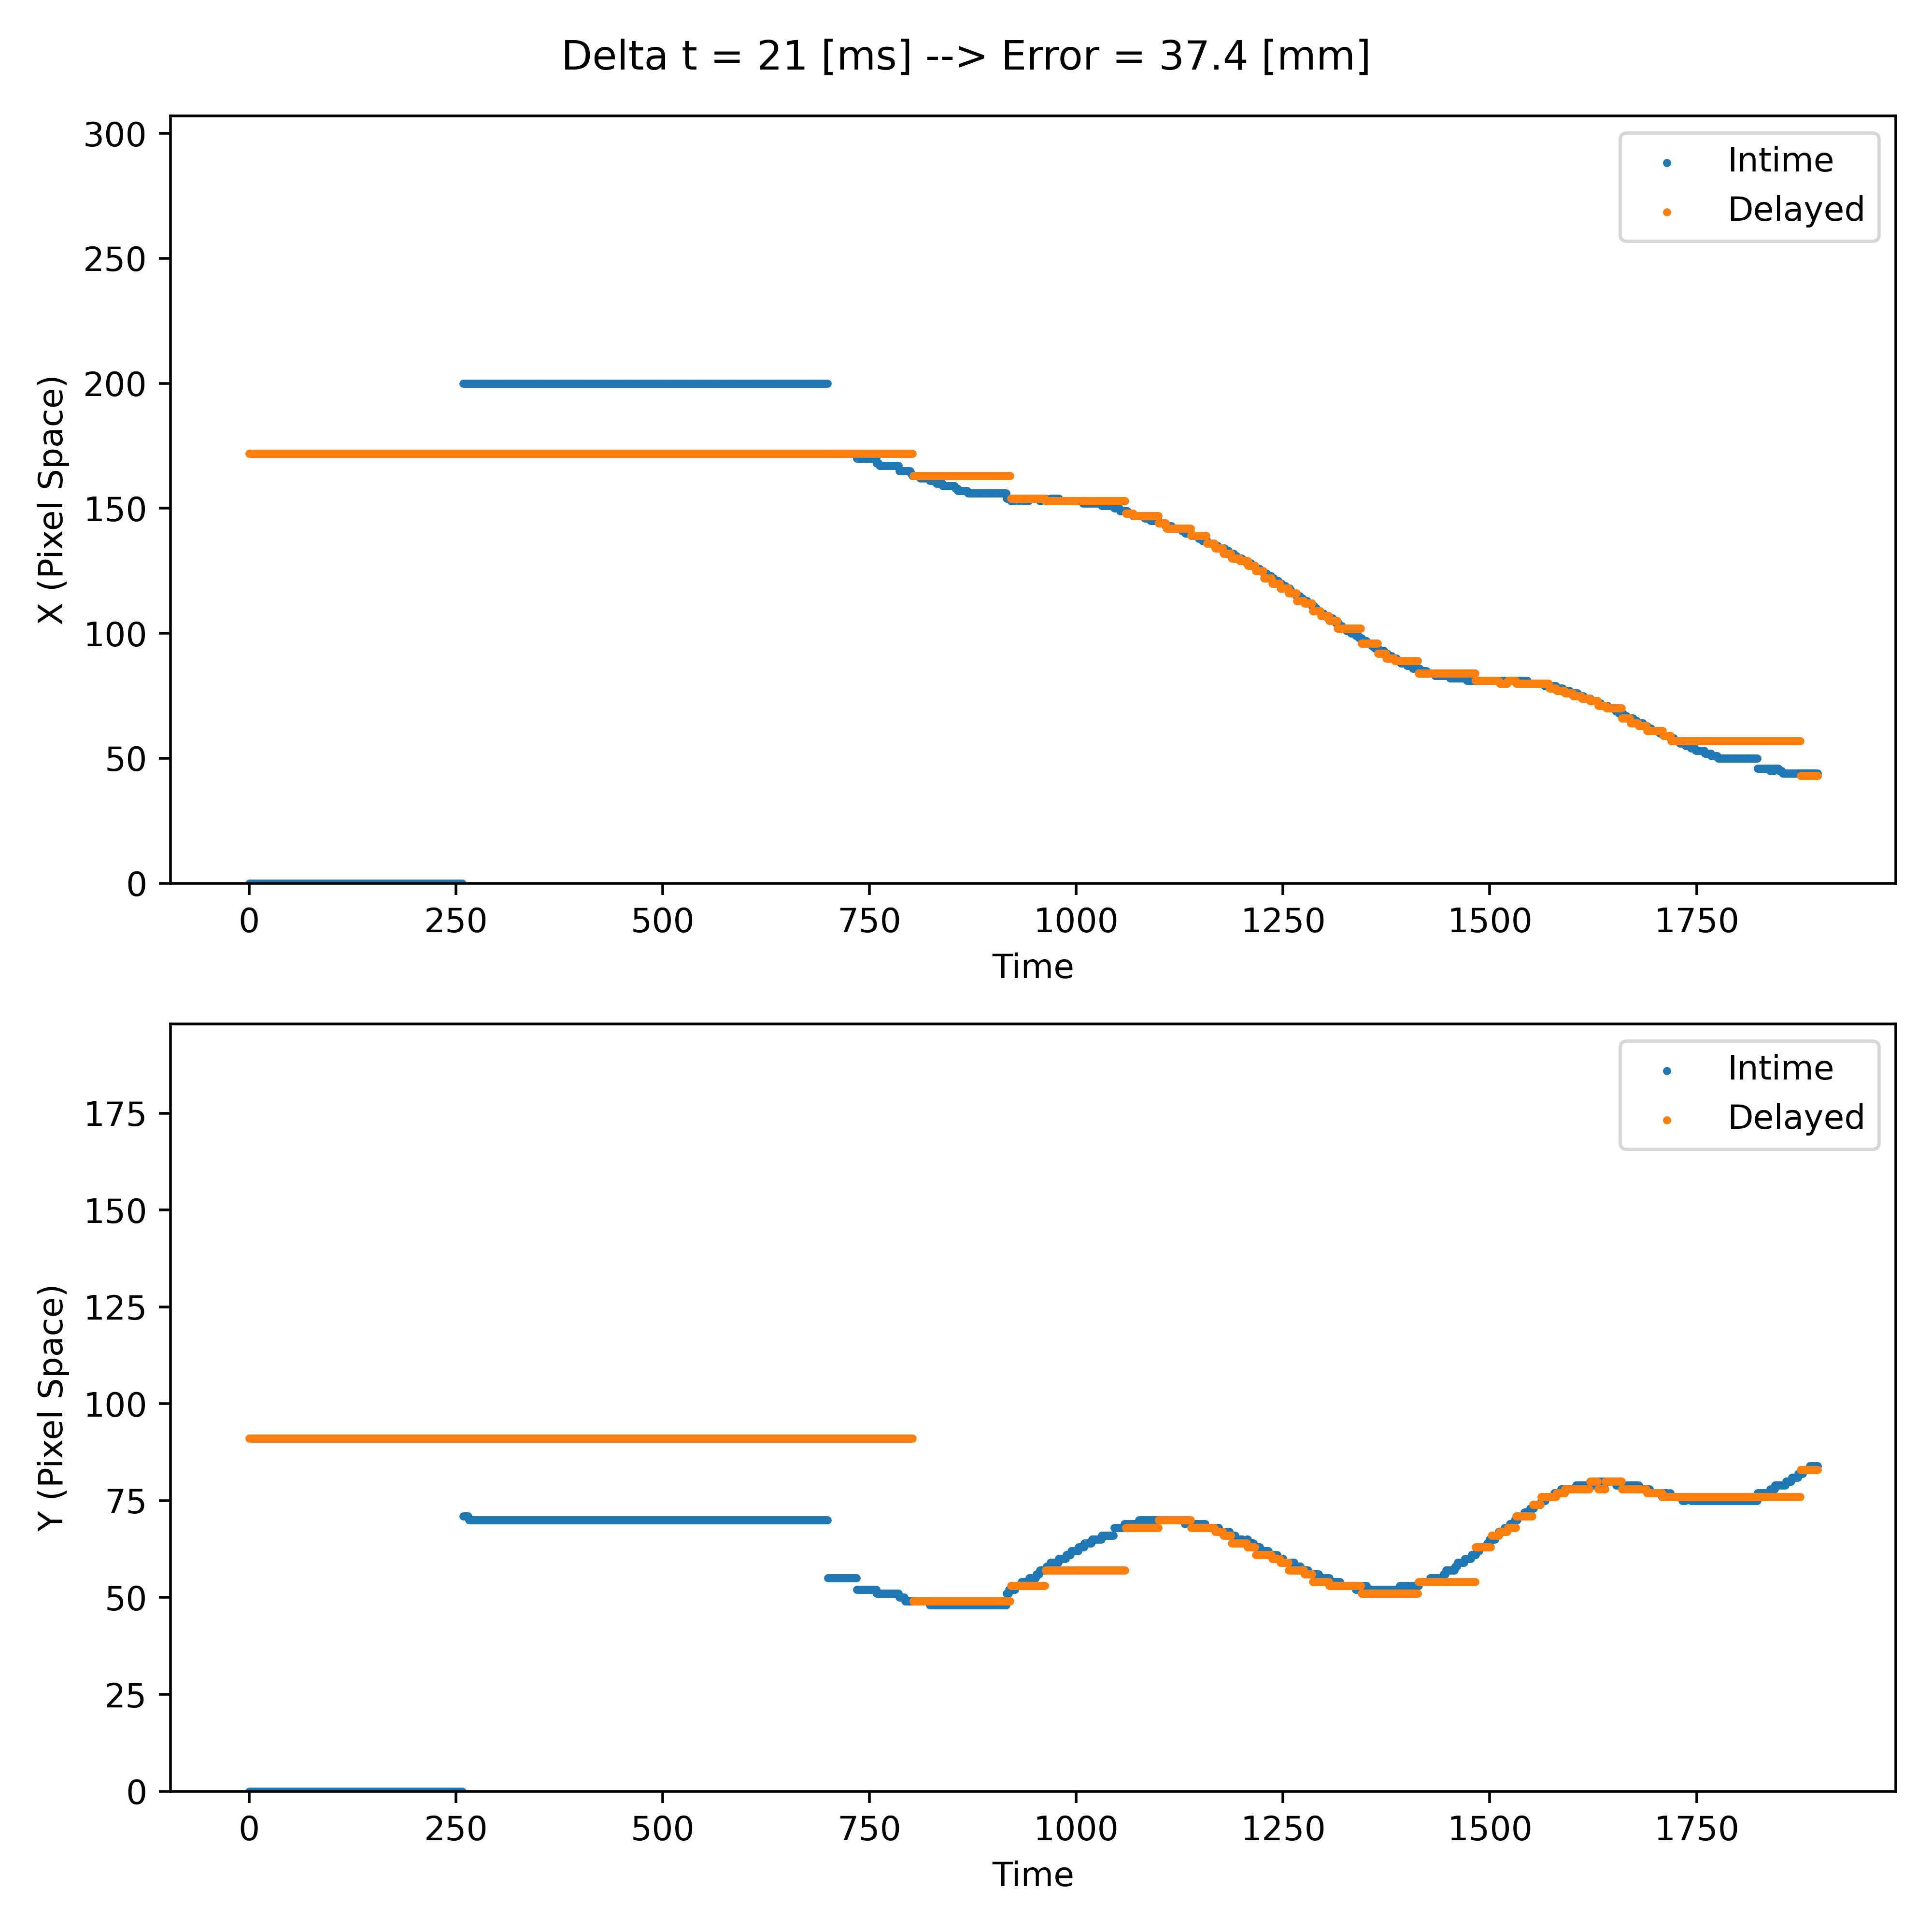 Delta t = 21 [ms] --> Error = 37.4 [mm]
300
250
200
150
100
50
0
X (Pixel Space)
Intime
Delayed
0 250 500 750 1000 1250 1500 1750
Time
175
150
125
100
75
50
25
0
Y (Pixel Space)
Intime
Delayed
0 250 500 750 1000 1250 1500 1750
Time